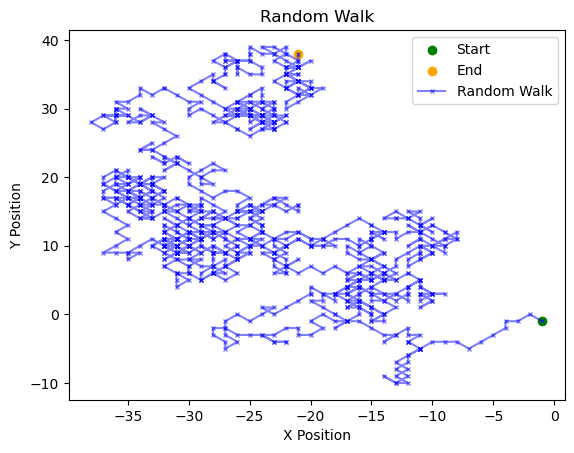 Random Walk
Start
End
Random Walk
Y Position
40
30
20
10
0
−10
−35
−30
−25
−20
−15
−10
−5
0
X Position